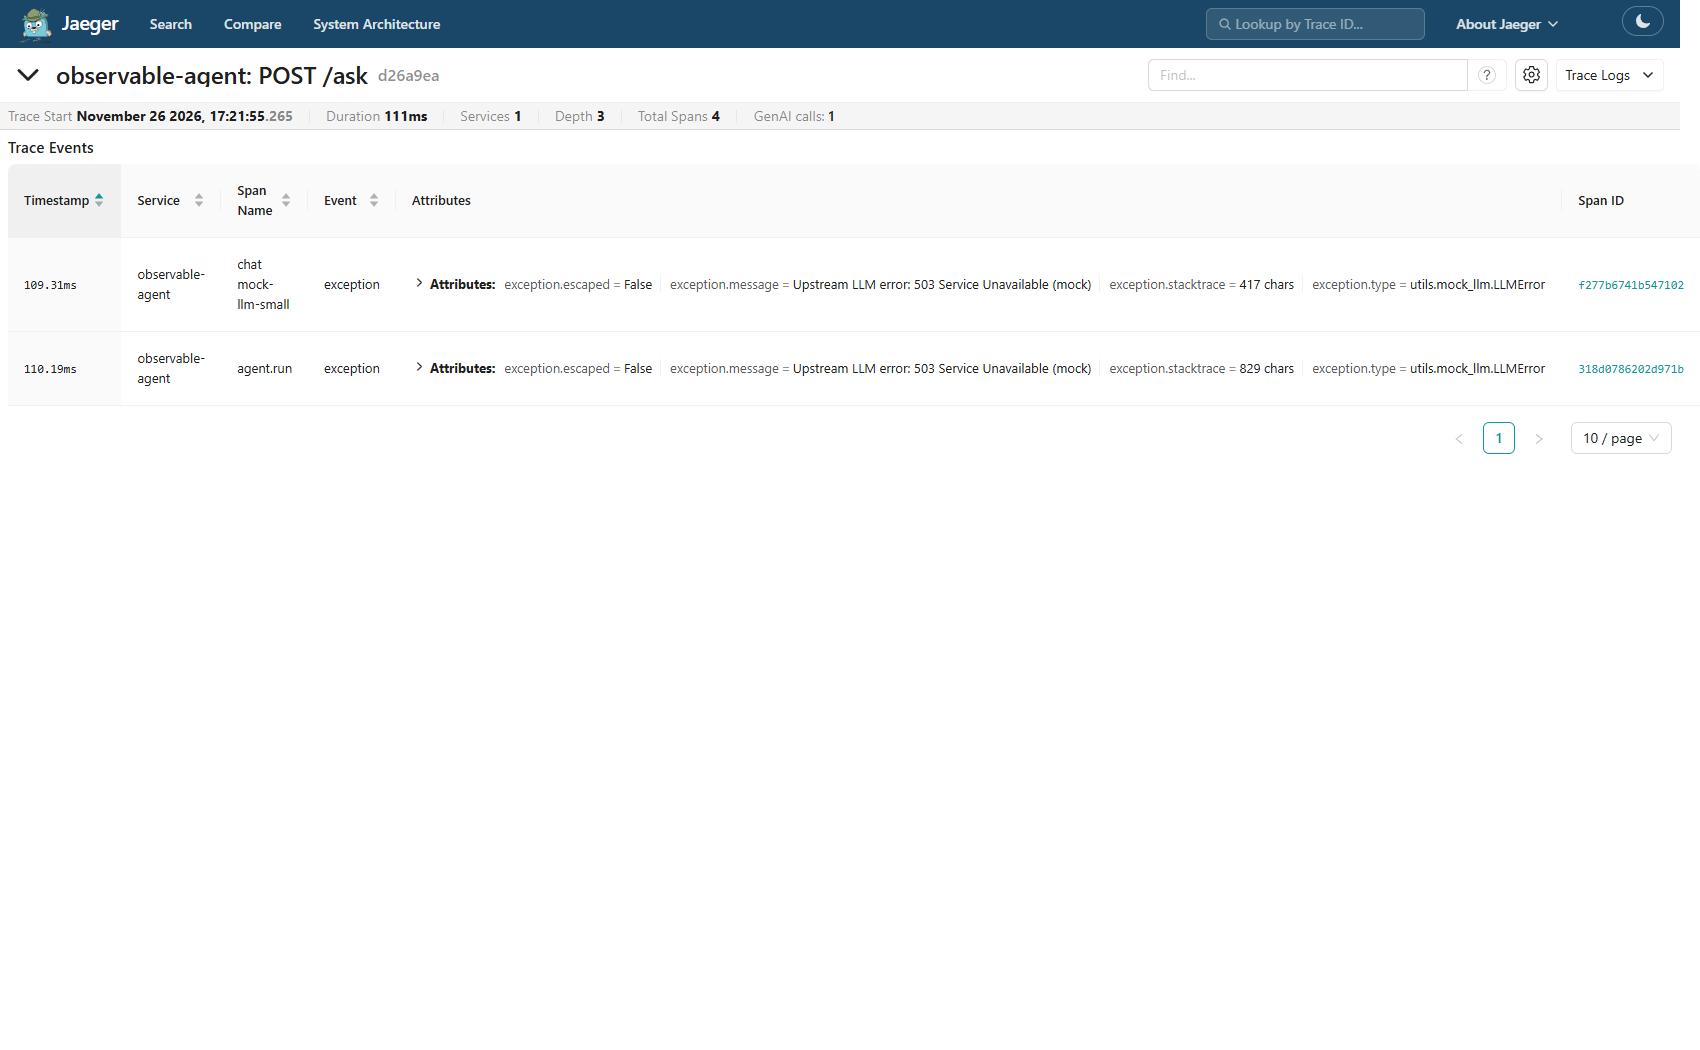 Jaeger Search Compare System Architecture Lookup by Trace ID... About Jaeger
observable-agent: POST /ask d26a9ea Find... ? Trace Logs
Trace Start November 26 2026, 17:21:55.265 Duration 111ms Services 1 Depth 3 Total Spans 4 GenAI calls: 1
Trace Events
Timestamp Service Span Name Event Attributes Span ID
109.31ms observable-agent chat mock-llm-small exception > Attributes: exception.escaped = False exception.message = Upstream LLM error: 503 Service Unavailable (mock) exception.stacktrace = 417 chars exception.type = utils.mock_llm.LLMError f277b6741b547102
110.19ms observable-agent agent.run exception > Attributes: exception.escaped = False exception.message = Upstream LLM error: 503 Service Unavailable (mock) exception.stacktrace = 829 chars exception.type = utils.mock_llm.LLMError 318d0786202d971b
< 1 > 10 / page